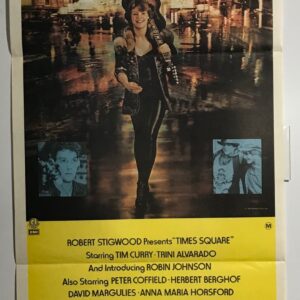 ROBERT STIGWOOD Presents "TIMES SQUARE"
Starring TIM CURRY · TRINI ALVARADO
And Introducing ROBIN JOHNSON
Also Starring PETER COFFIELD · HERBERT BERGHOF
DAVID MARGULIES · ANNA MARIA HORSFORD
EMI
M